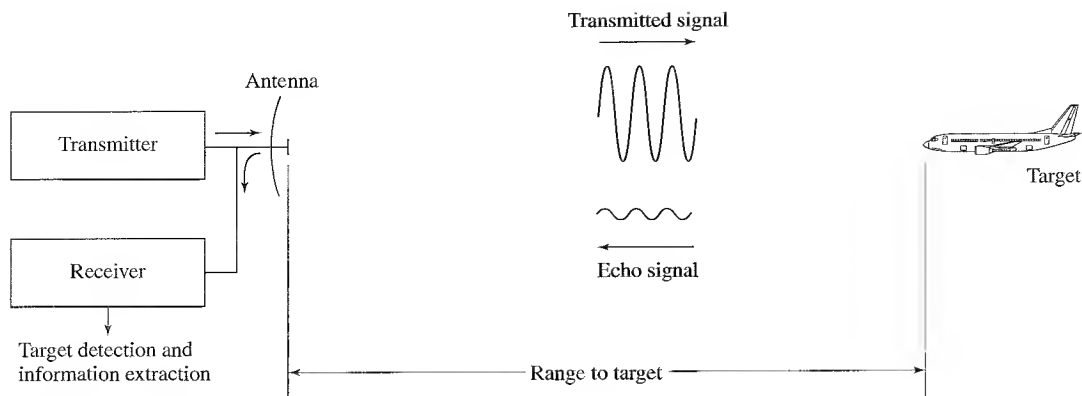 Transmitted signal
Antenna
Transmitter
Target
Receiver
Echo signal
Target detection and
information extraction
Range to target